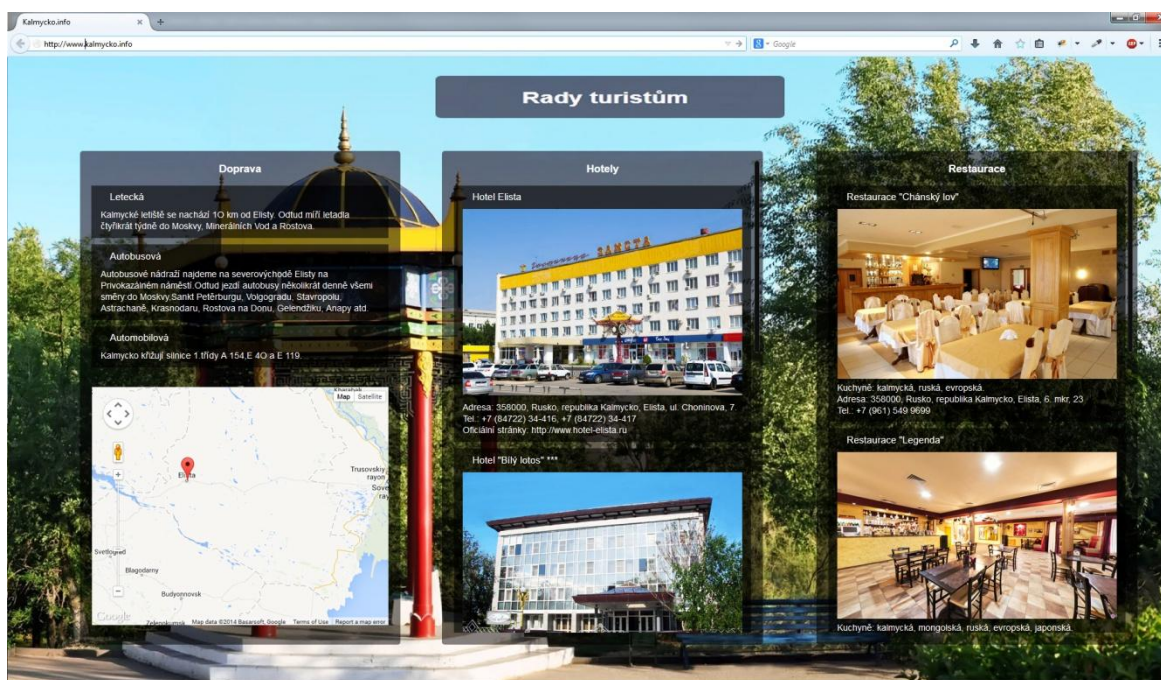 Kalmycko.info
http://www.kalmycko.info
Google
Rady turistům
Doprava
Letecká
Kalmycké letiště se nachází 1O km od Elisty. Odtud míří letadla
čtyřikrát týdně do Moskvy, Minerálních Vod a Rostova.
Autobusová
Autobusové nádraží najdeme na severovýchodě Elisty na
Privokazálném náměstí.Odtud jezdí autobusy několikrát denně všemi
směry:do Moskvy,Sankt Petěrburgu, Volgogradu, Stavropolu,
Astrachaně, Krasnodaru, Rostova na Donu, Gelendžiku, Anapy atd.
Automobilová
Kalmycko křižují silnice 1.třídy A 154,E 4O a E 119.
Map Satellite
Elista
Trusovskiy
rayon
Svetlograd
Blagodarny
Budyonnovsk
Zelenokumsk
Google
Map data ©2014 Basarsoft, Google Terms of Use Report a map error
Hotely
Hotel Elista
SANGTA
Adresa: 358000, Rusko, republika Kalmycko, Elista, ul. Choninova, 7
Tel.: +7 (84722) 34-416, +7 (84722) 34-417
Oficiální stránky: http://www.hotel-elista.ru
Hotel "Bílý lotos" ***
Restaurace
Restaurace "Chánský lov"
Kuchyně: kalmycká, ruská, evropská.
Adresa: 358000, Rusko, republika Kalmycko, Elista, 6. mkr, 23
Tel.: +7 (961) 549 9699
Restaurace "Legenda"
Kuchyně: kalmycká, mongolská, ruská, evropská, japonská.